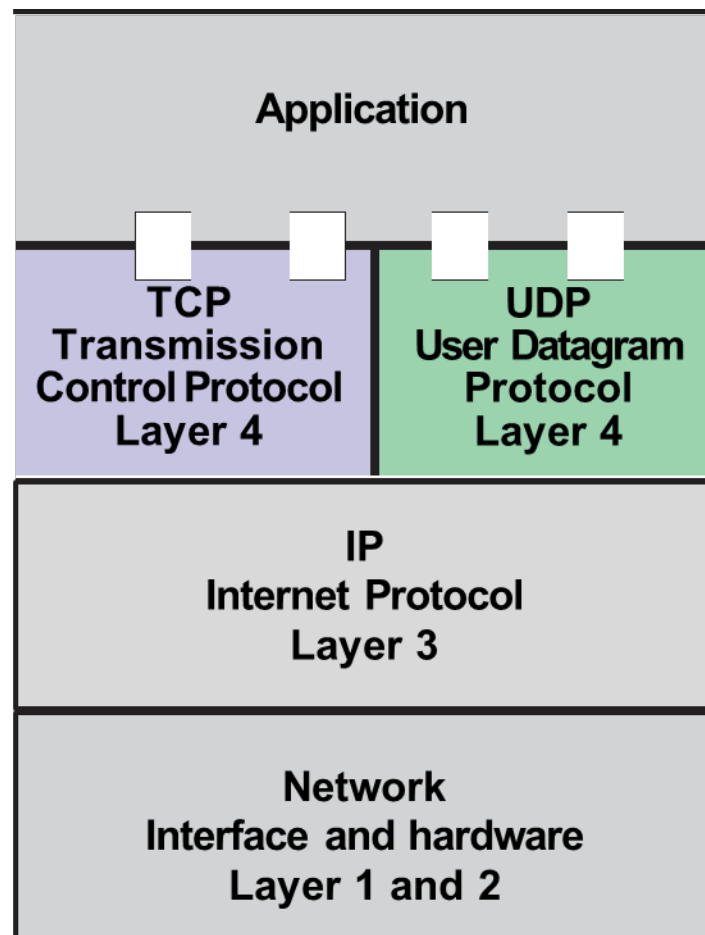 Application
TCP
Transmission
Control Protocol
Layer 4
UDP
User Datagram
Protocol
Layer 4
IP
Internet Protocol
Layer 3
Network
Interface and hardware
Layer 1 and 2